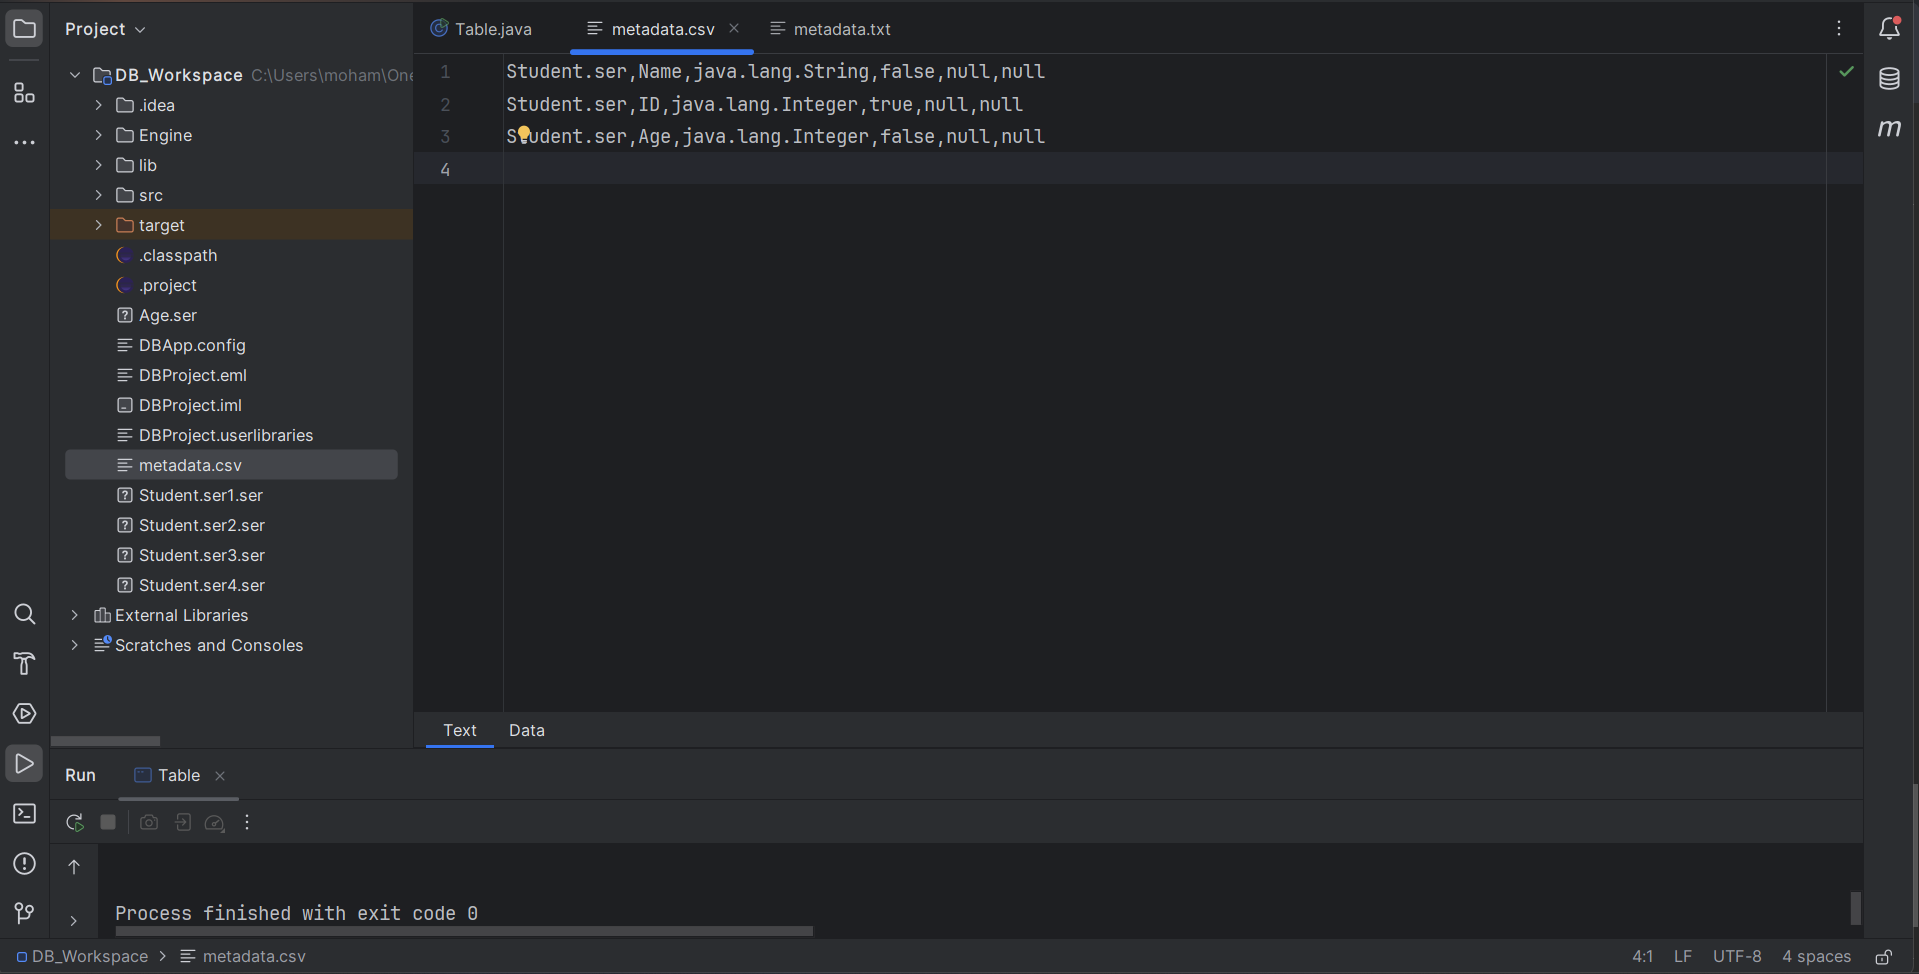 Project
DB_Workspace C:\Users\moham\One
.idea
Engine
lib
src
target
.classpath
.project
Age.ser
DBApp.config
DBProject.eml
DBProject.iml
DBProject.userlibraries
metadata.csv
Student.ser1.ser
Student.ser2.ser
Student.ser3.ser
Student.ser4.ser
External Libraries
Scratches and Consoles
Table.java metadata.csv metadata.txt
1 Student.ser,Name,java.lang.String,false,null,null
2 Student.ser,ID,java.lang.Integer,true,null,null
3 Student.ser,Age,java.lang.Integer,false,null,null
4
m
Text Data
Run Table
Process finished with exit code 0
DB_Workspace > metadata.csv 4:1 LF UTF-8 4 spaces